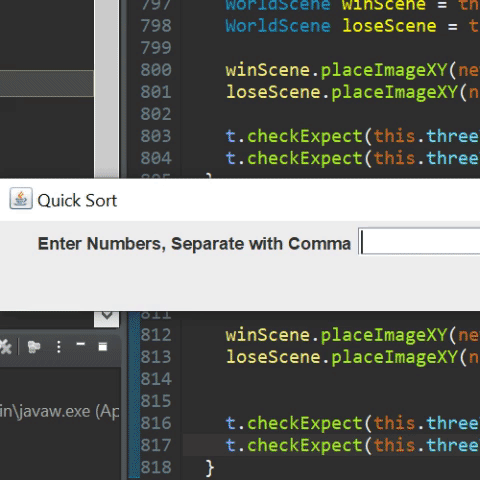 797 WorldScene winScene = th
798 WorldScene loseScene = t
799
800 winScene.placeImageXY(ne
801 loseScene.placeImageXY(n
802
803 t.checkExpect(this.three
804 t.checkExpect(this.three
805 }
Quick Sort
Enter Numbers, Separate with Comma
811
812 winScene.placeImageXY(ne
813 loseScene.placeImageXY(n
814
815
in\javaw.exe (Ap
816 t.checkExpect(this.three
817 t.checkExpect(this.three
818 }